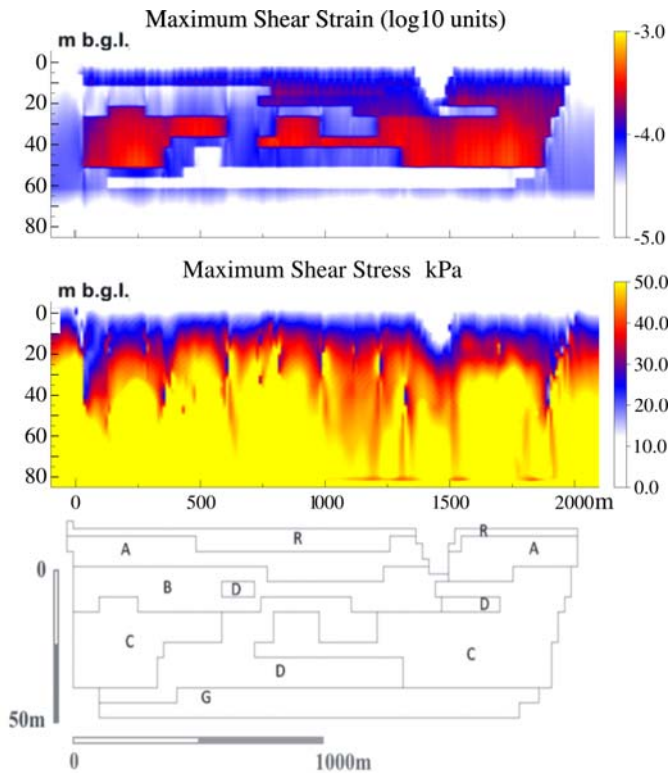 Maximum Shear Strain (log10 units)
m b.g.l.
0
20
40
60
80
-3.0
-4.0
-5.0
Maximum Shear Stress kPa
m b.g.l.
0
20
40
60
80
50.0
40.0
30.0
20.0
10.0
0.0
0 500 1000 1500 2000m
R R
A A
0
B D D
C C
D
G
50m
0 1000m